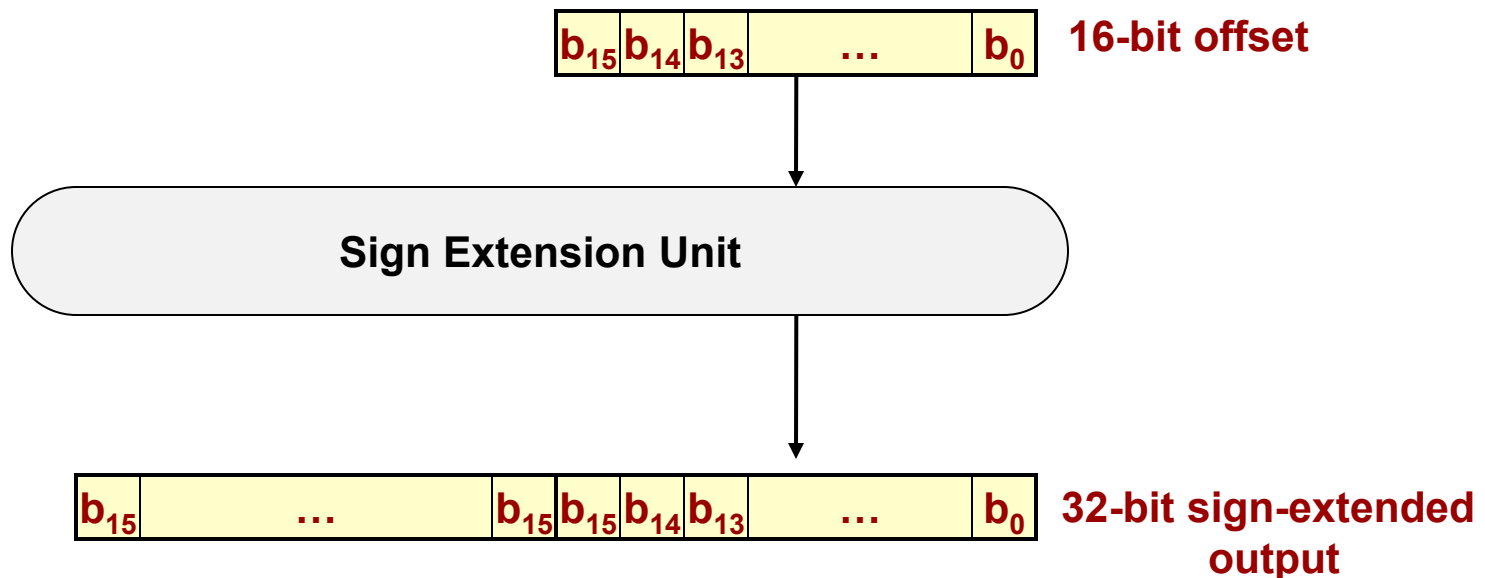 b15 b14 b13 … b0 16-bit offset
Sign Extension Unit
b15 … b15 b15 b14 b13 … b0 32-bit sign-extended
output